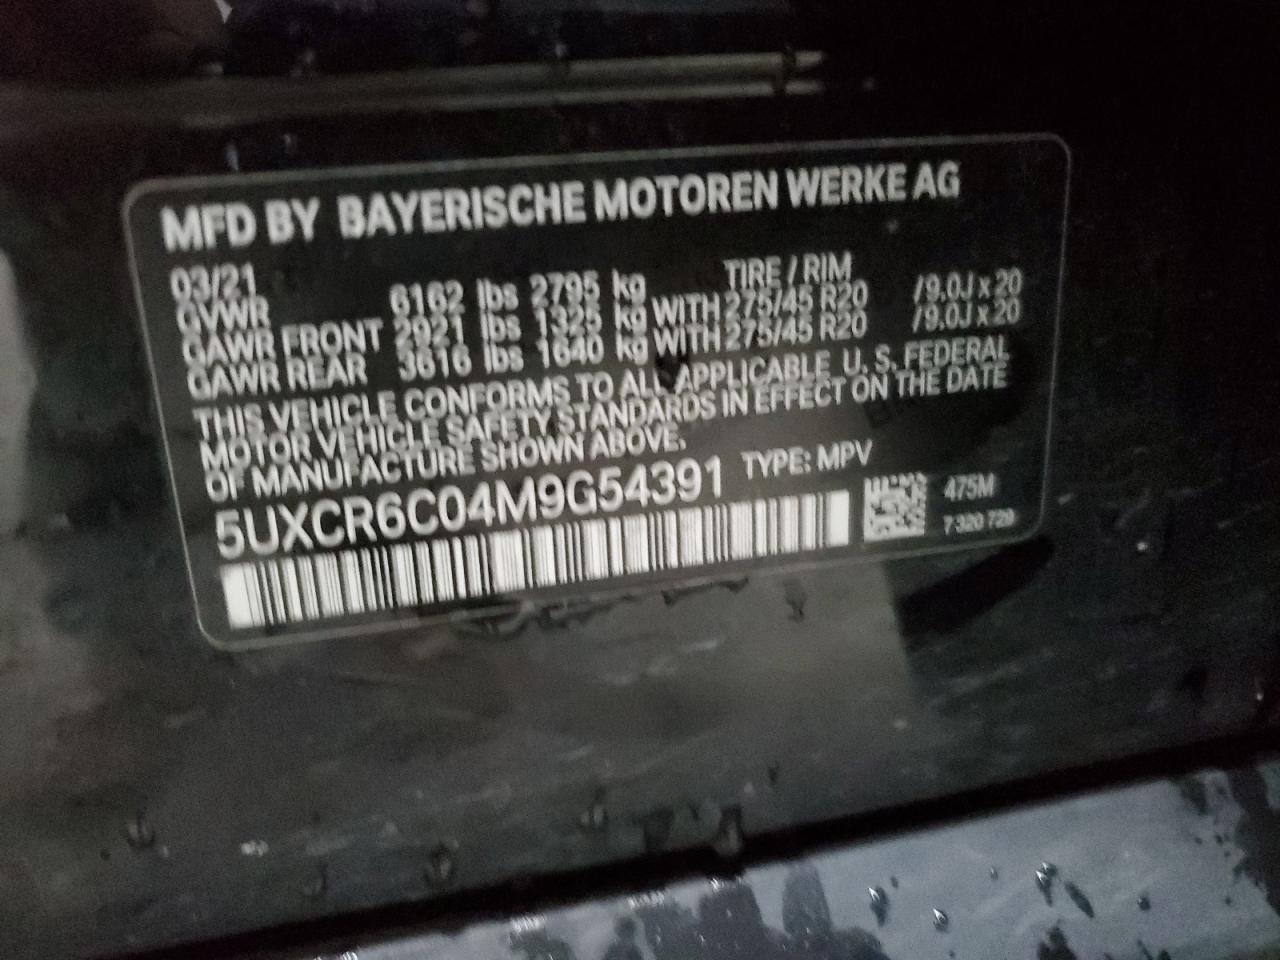 MFD BY BAYERISCHE MOTOREN WERKE AG
03/21 TIRE / RIM
GVWR 6162 lbs 2795 kg
GAWR FRONT 2921 lbs 1325 kg WITH 275/45 R20 /9.0J x 20
GAWR REAR 3616 lbs 1640 kg WITH 275/45 R20 /9.0J x 20
THIS VEHICLE CONFORMS TO ALL APPLICABLE U. S. FEDERAL
MOTOR VEHICLE SAFETY STANDARDS IN EFFECT ON THE DATE
OF MANUFACTURE SHOWN ABOVE.
5UXCR6C04M9G54391 TYPE: MPV
475M
7 320 729